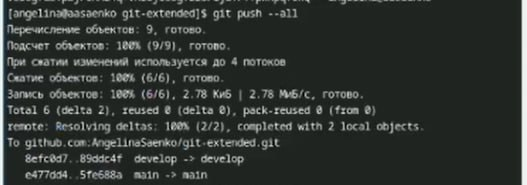 [angelina@aasaenko git-extended]$ git push --all
Перечисление объектов: 9, готово.
Подсчет объектов: 100% (9/9), готово.
При сжатии изменений используется до 4 потоков
Сжатие объектов: 100% (6/6), готово.
Запись объектов: 100% (6/6), 2.78 КиБ | 2.78 МиБ/с, готово.
Total 6 (delta 2), reused 0 (delta 0), pack-reused 0 (from 0)
remote: Resolving deltas: 100% (2/2), completed with 2 local objects.
To github.com:AngelinaSaenko/git-extended.git
8efc0d7..89ddc4f develop -> develop
e477dd4..5fe688a main -> main